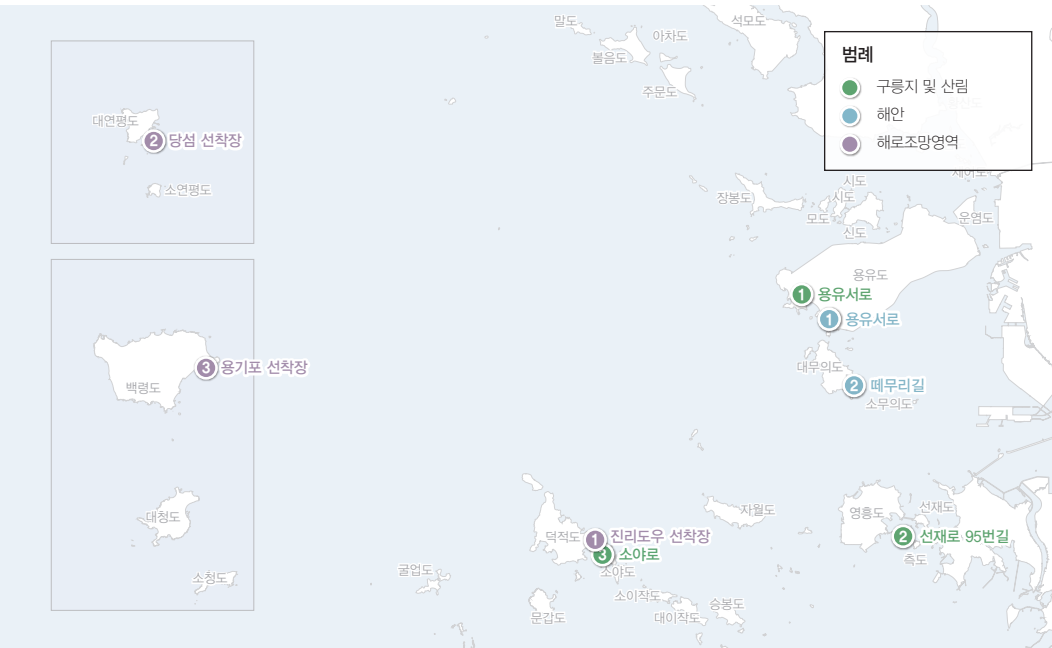 말도
석모도
아차도
볼음도
주문도
범례
구릉지 및 산림
해안
해로조망영역
대연평도
2 당섬 선착장
소연평도
장봉도
시도
시도
모도
신도
운염도
용유도
1 용유서로
1 용유서로
대무의도
2 떼무리길
소무의도
3 용기포 선착장
백령도
대청도
소청도
자월도
영흥도
선재도
2 선재로 95번길
측도
덕적도
1 진리도우 선착장
3 소야로
소야도
굴업도
소이작도
대이작도
승봉도
문갑도